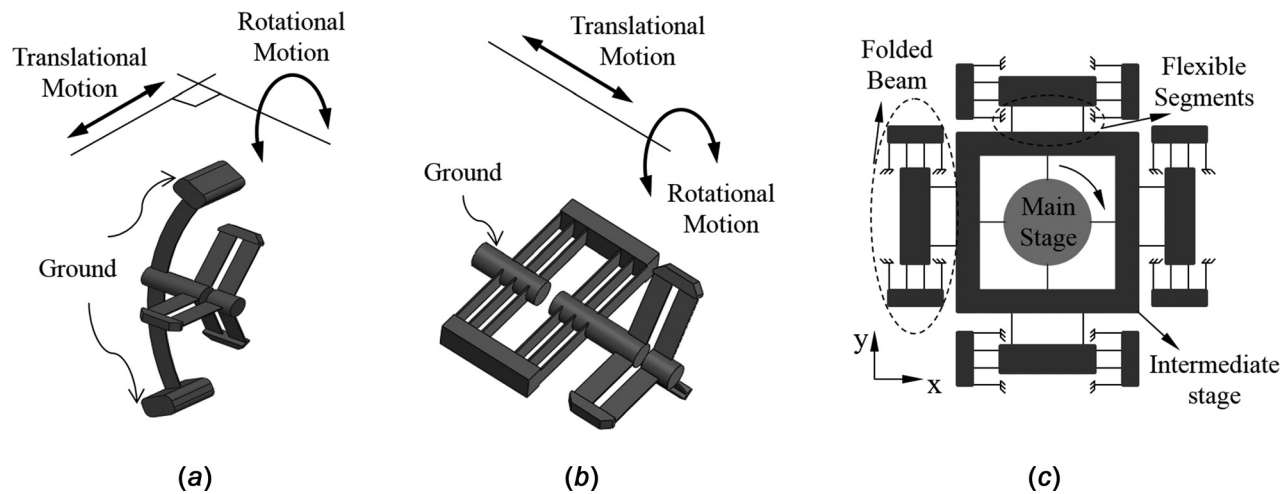 Translational
Motion
Rotational
Motion
Ground
(a)
Translational
Motion
Ground
Rotational
Motion
(b)
Folded
Beam
Flexible
Segments
Main
Stage
y
x
Intermediate
stage
(c)